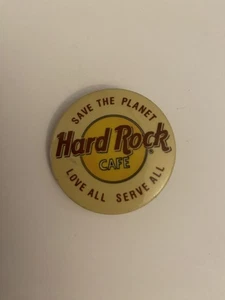 SAVE THE PLANET
Hard Rock
CAFE ®
LOVE ALL SERVE ALL